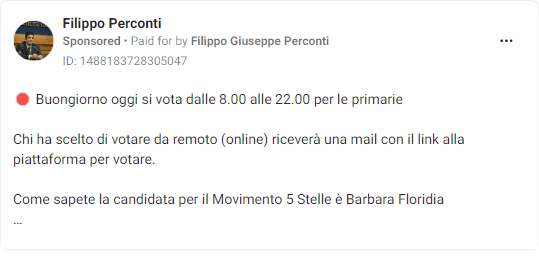 Filippo Perconti
Sponsored • Paid for by Filippo Giuseppe Perconti
ID: 1488183728305047
🛑 Buongiorno oggi si vota dalle 8.00 alle 22.00 per le primarie
Chi ha scelto di votare da remoto (online) riceverà una mail con il link alla
piattaforma per votare.
Come sapete la candidata per il Movimento 5 Stelle è Barbara Floridia
...